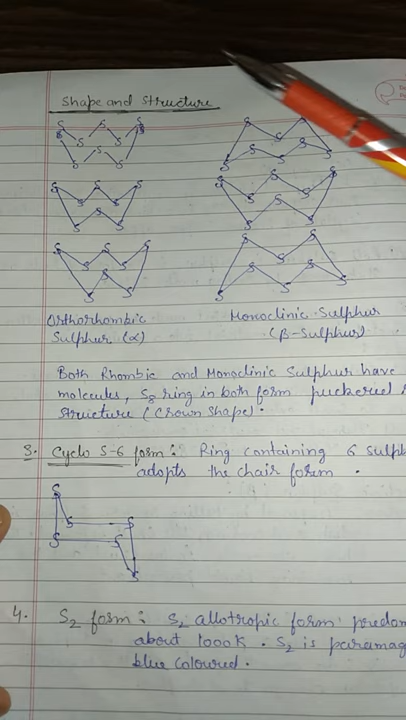 Shape and Structure
S S S S S S S S
S S S S S S S S
S S S S S S S S
S S S S S S S S
S S S S S S S S
S S S S S S S S
Orthorhombic
Sulphur (α)
Monoclinic Sulphur
(β-Sulphur)
Both Rhombic and Monoclinic Sulphur have
molecules, S8 ring in both form puckered
structure (Crown shape).
3. Cyclo S-6 form : Ring containing 6 sulp
adopts the chair form .
S
S S
S S
S
4. S2 form : S2 allotropic form predom
about 1000K . S2 is paramag
blue coloured .